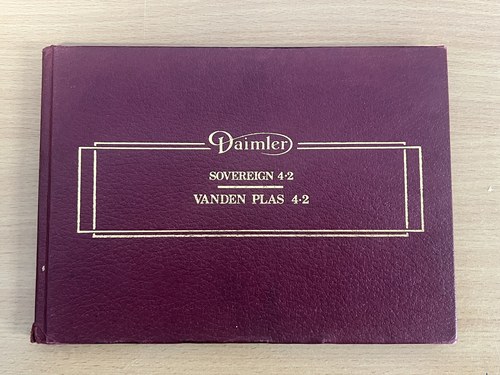 Daimler
SOVEREIGN 4·2
VANDEN PLAS 4·2